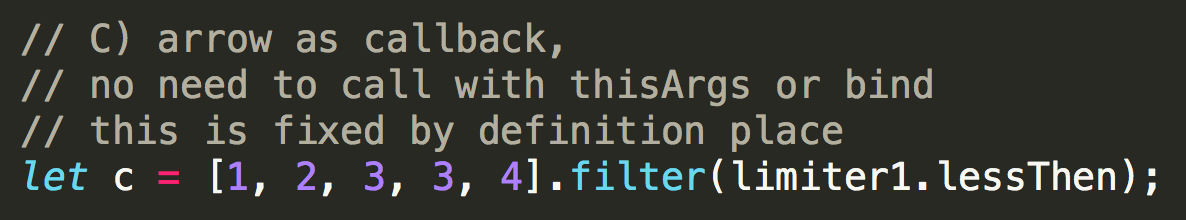 // C) arrow as callback,
// no need to call with thisArgs or bind
// this is fixed by definition place
let c = [1, 2, 3, 3, 4].filter(limiter1.lessThen);